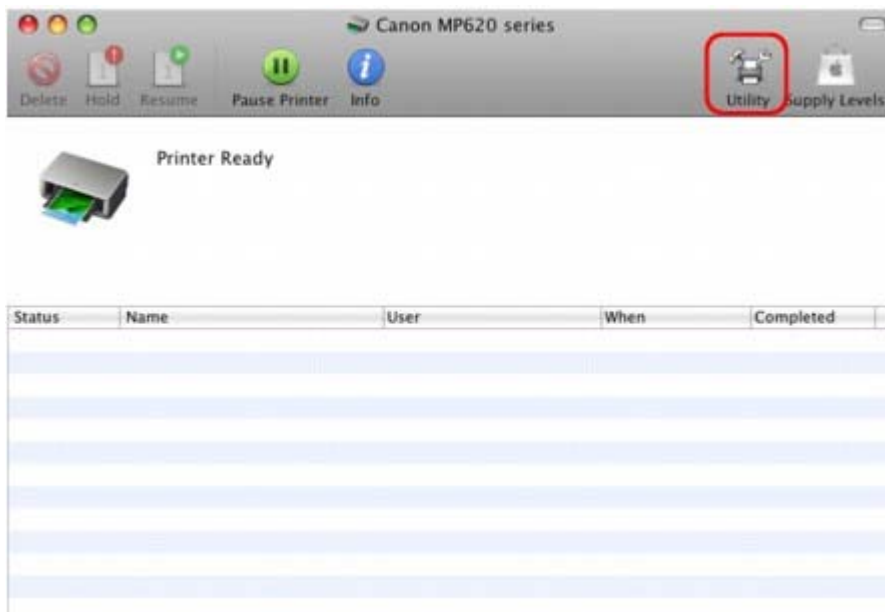 Canon MP620 series
Delete Hold Resume Pause Printer Info Utility Supply Levels
Printer Ready
Status Name User When Completed